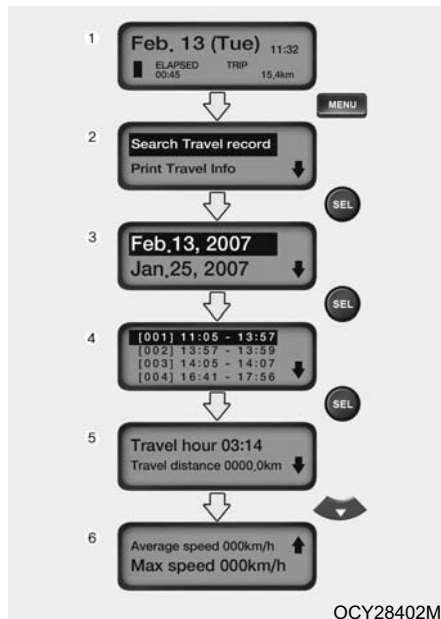 1
Feb. 13 (Tue) 11:32
ELAPSED TRIP
00:45 15.4km
MENU
2
Search Travel record
Print Travel Info
SEL
3
Feb.13, 2007
Jan.25, 2007
SEL
4
[001] 11:05 - 13:57
[002] 13:57 - 13:59
[003] 14:05 - 14:07
[004] 16:41 - 17:56
SEL
5
Travel hour 03:14
Travel distance 0000.0km
6
Average speed 000km/h
Max speed 000km/h
OCY28402M